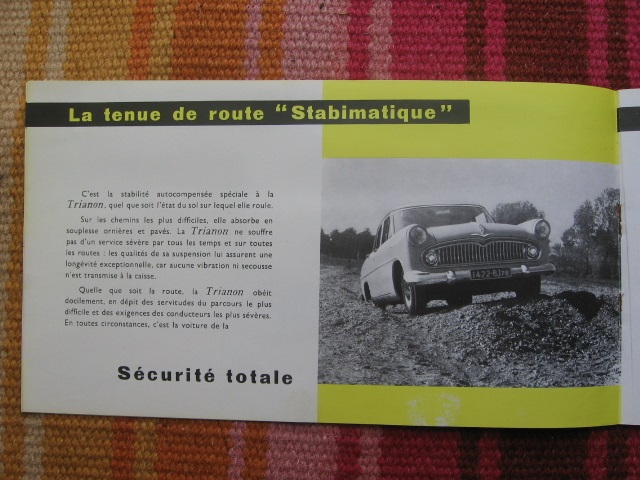 La tenue de route "Stabimatique"
C'est la stabilité autocompensée spéciale à la
Trianon, quel que soit l'état du sol sur lequel elle roule.
Sur les chemins les plus difficiles, elle absorbe en
souplesse ornières et pavés. La Trianon ne souffre
pas d'un service sévère par tous les temps et sur toutes
les routes : les qualités de sa suspension lui assurent une
longévité exceptionnelle, car aucune vibration ni secousse
n'est transmise à la caisse.
Quelle que soit la route, la Trianon obéit
docilement, en dépit des servitudes du parcours le plus
difficile et des exigences des conducteurs les plus sévères.
En toutes circonstances, c'est la voiture de la
Sécurité totale